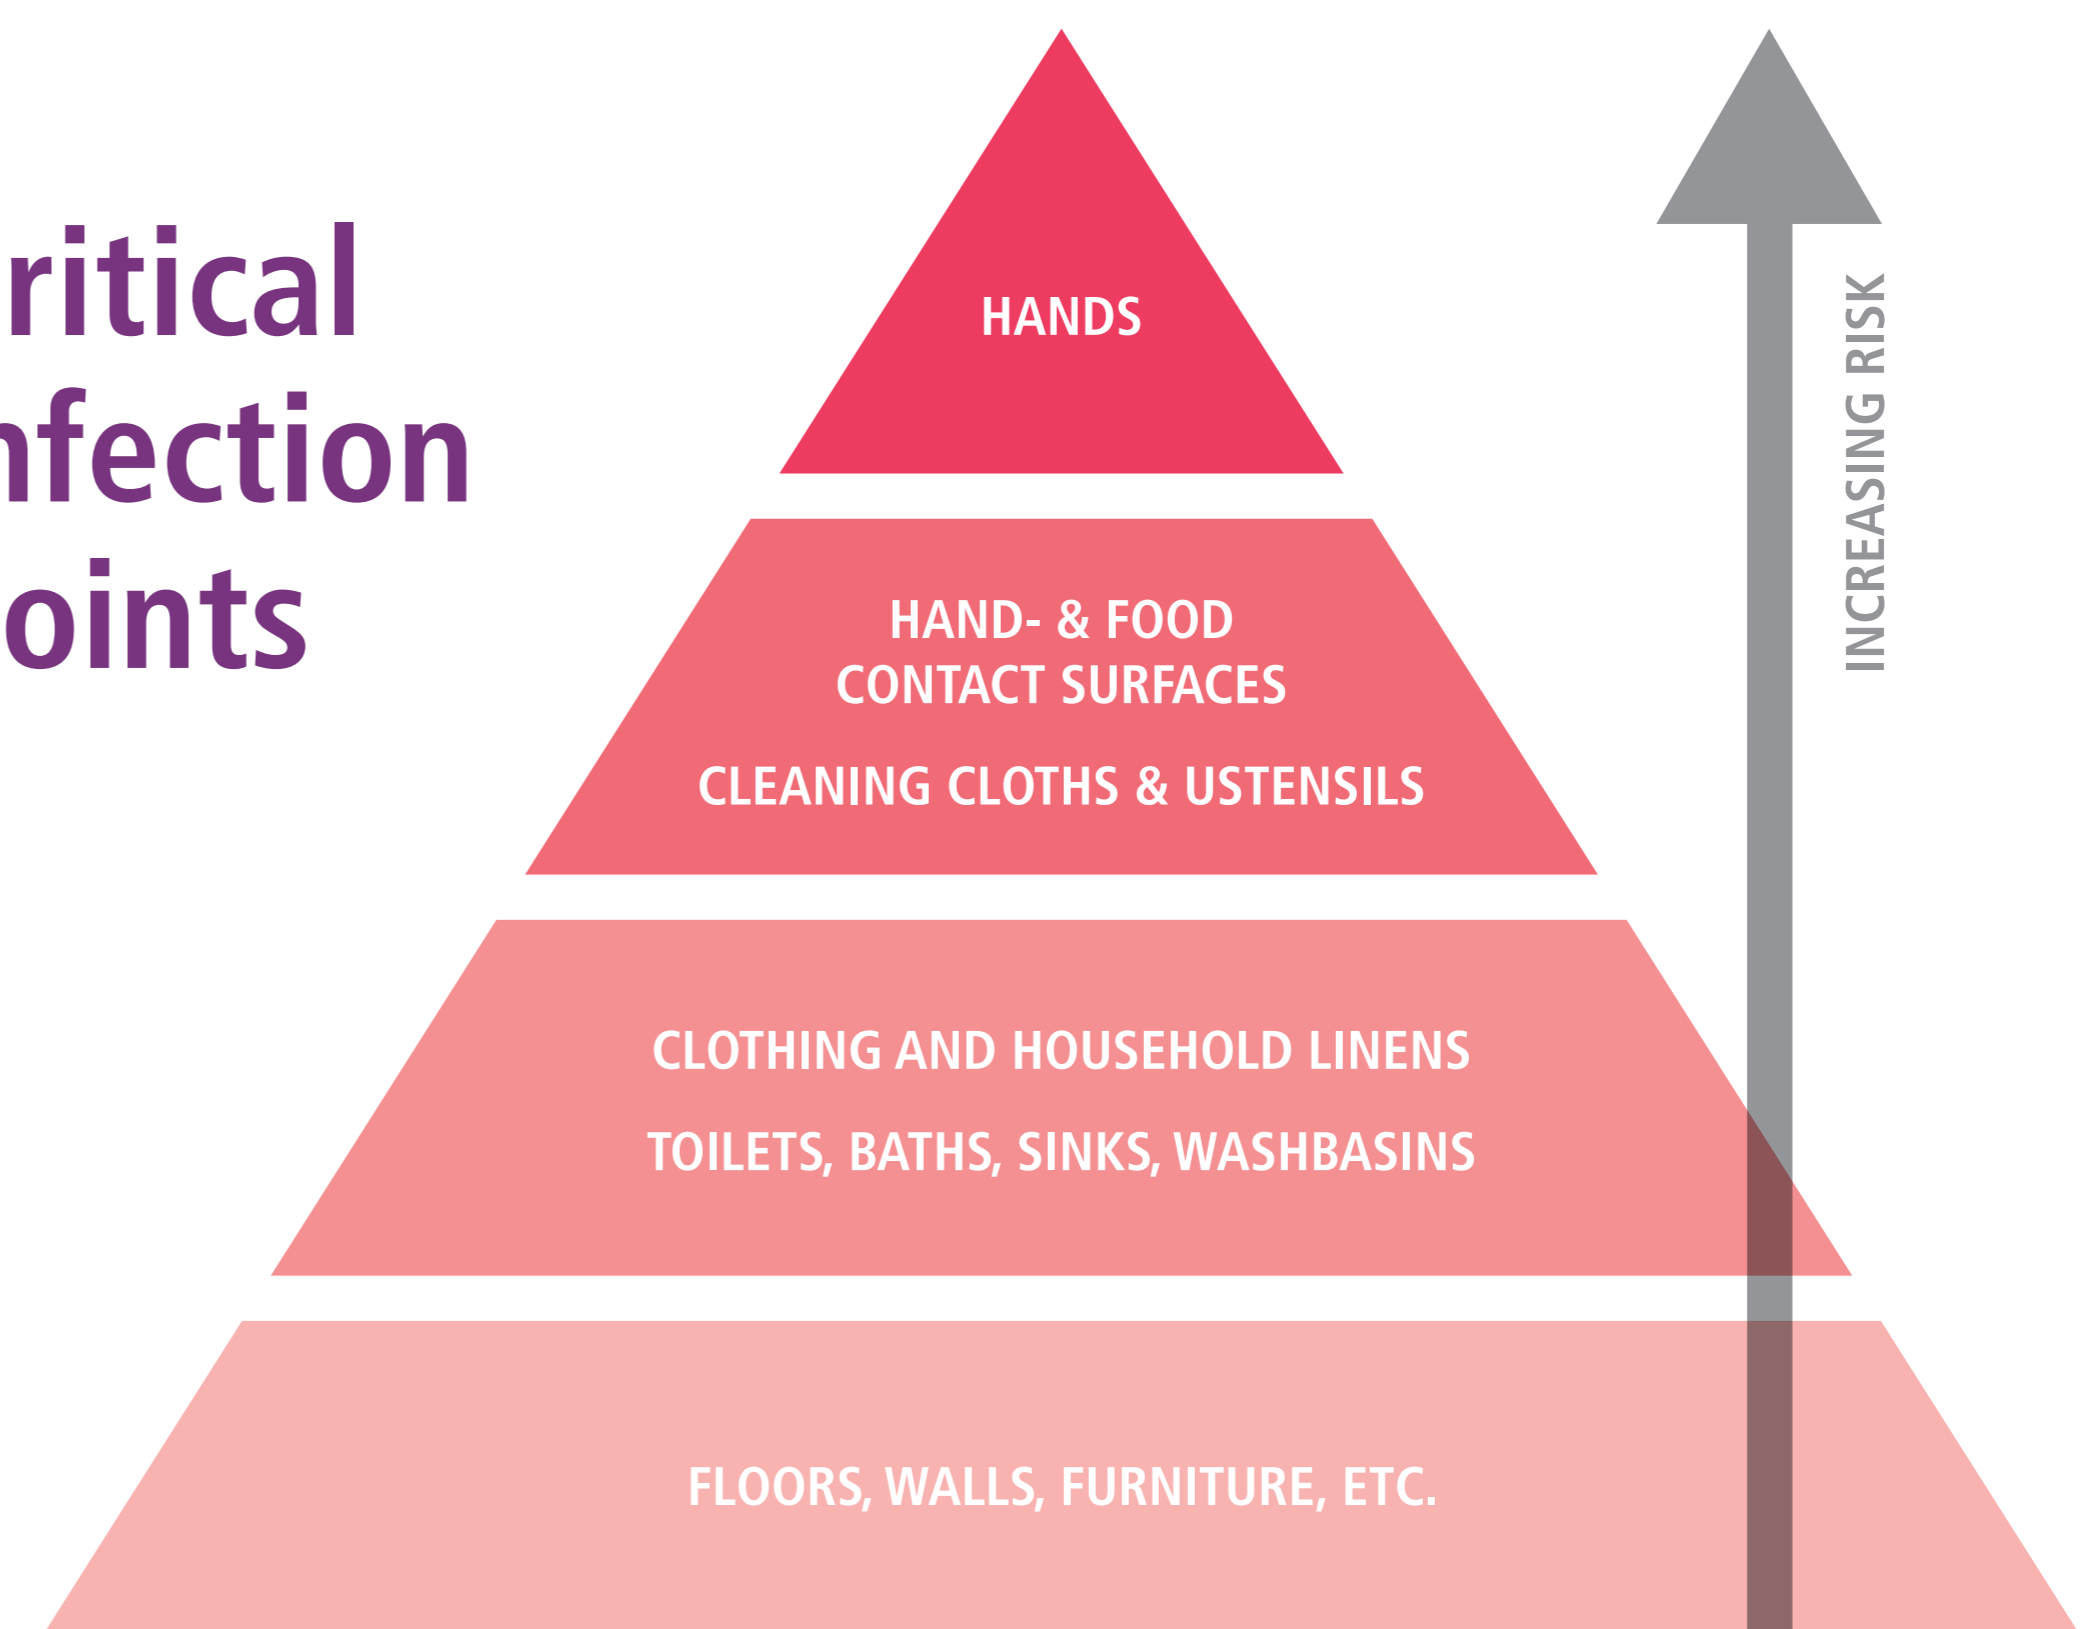 ritical
nfection
oints
HANDS
HAND- & FOOD
CONTACT SURFACES
CLEANING CLOTHS & USTENSILS
CLOTHING AND HOUSEHOLD LINENS
TOILETS, BATHS, SINKS, WASHBASINS
FLOORS, WALLS, FURNITURE, ETC.
INCREASING RISK